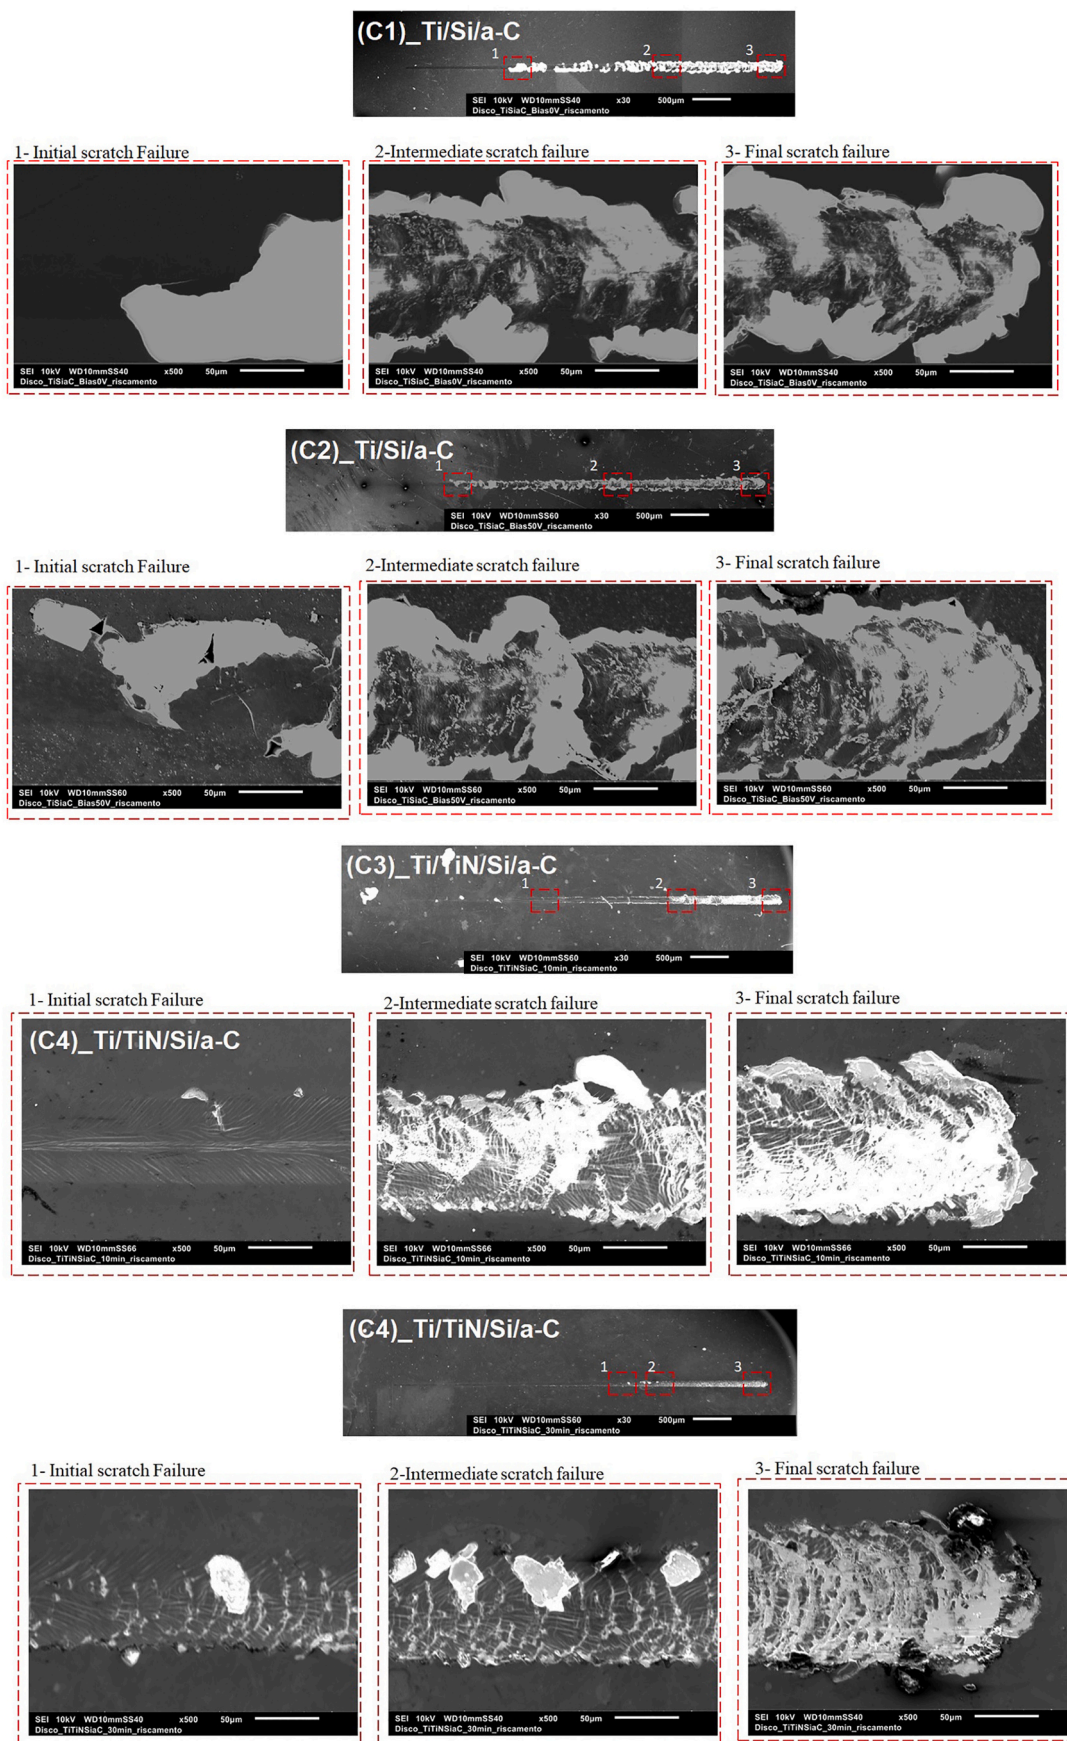 (C1)_Ti/Si/a-C
1
2
3
SEI 10kV WD10mmSS40 x30 500µm
Disco_TiSiaC_Bias0V_riscamento
1- Initial scratch Failure
2-Intermediate scratch failure
3- Final scratch failure
SEI 10kV WD10mmSS40 x500 50µm
Disco_TiSiaC_Bias0V_riscamento
SEI 10kV WD10mmSS40 x500 50µm
Disco_TiSiaC_Bias0V_riscamento
SEI 10kV WD10mmSS40 x500 50µm
Disco_TiSiaC_Bias0V_riscamento
(C2)_Ti/Si/a-C
1
2
3
SEI 10kV WD10mmSS60 x30 500µm
Disco_TiSiaC_Bias50V_riscamento
1- Initial scratch Failure
2-Intermediate scratch failure
3- Final scratch failure
SEI 10kV WD10mmSS60 x500 50µm
Disco_TiSiaC_Bias50V_riscamento
SEI 10kV WD10mmSS60 x500 50µm
Disco_TiSiaC_Bias50V_riscamento
SEI 10kV WD10mmSS60 x500 50µm
Disco_TiSiaC_Bias50V_riscamento
(C3)_Ti/TiN/Si/a-C
1
2
3
SEI 10kV WD10mmSS60 x30 500µm
Disco_TiTiNSiaC_10min_riscamento
1- Initial scratch Failure
2-Intermediate scratch failure
3- Final scratch failure
(C4)_Ti/TiN/Si/a-C
SEI 10kV WD10mmSS66 x500 50µm
Disco_TiTiNSiaC_10min_riscamento
SEI 10kV WD10mmSS66 x500 50µm
Disco_TiTiNSiaC_10min_riscamento
SEI 10kV WD10mmSS66 x500 50µm
Disco_TiTiNSiaC_10min_riscamento
(C4)_Ti/TiN/Si/a-C
1
2
3
SEI 10kV WD10mmSS60 x30 500µm
Disco_TiTiNSiaC_30min_riscamento
1- Initial scratch Failure
2-Intermediate scratch failure
3- Final scratch failure
SEI 10kV WD10mmSS40 x500 50µm
Disco_TiTiNSiaC_30min_riscamento
SEI 10kV WD10mmSS40 x500 50µm
Disco_TiTiNSiaC_30min_riscamento
SEI 10kV WD10mmSS40 x500 50µm
Disco_TiTiNSiaC_30min_riscamento